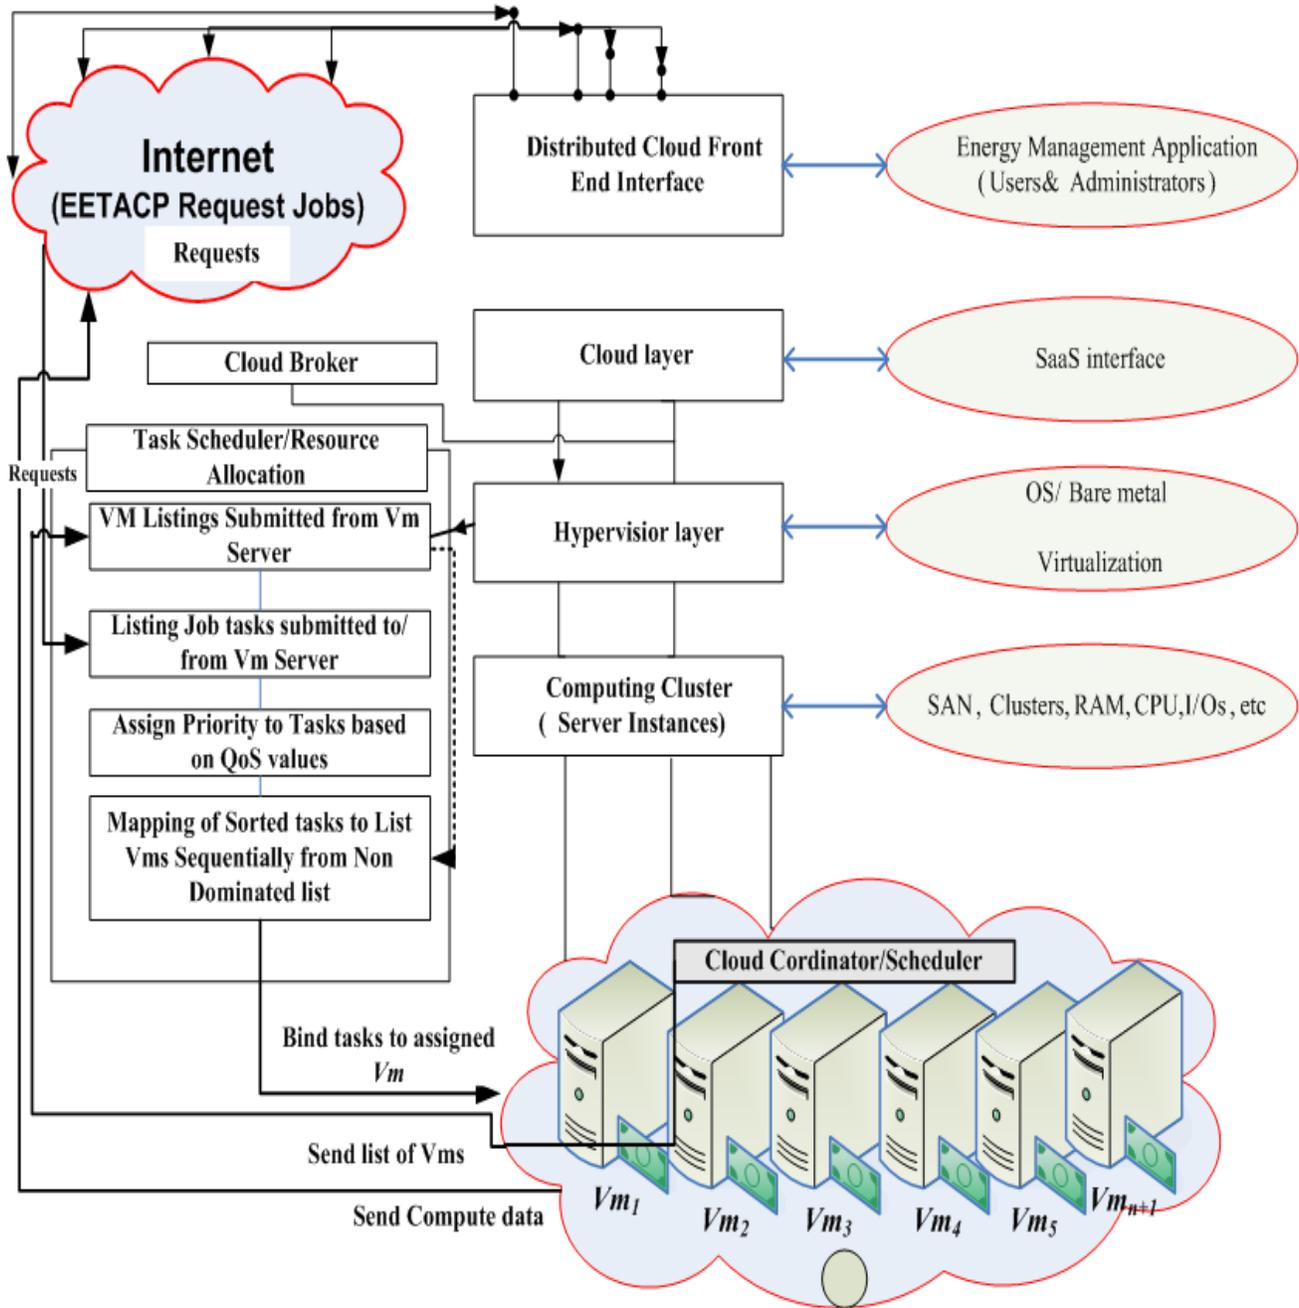 Internet
(EETACP Request Jobs)
Requests
Distributed Cloud Front
End Interface
Energy Management Application
( Users& Administrators )
Cloud layer
SaaS interface
Cloud Broker
Task Scheduler/Resource
Allocation
Requests
VM Listings Submitted from Vm
Server
Hypervisior layer
OS/ Bare metal
Virtualization
Listing Job tasks submitted to/
from Vm Server
Computing Cluster
( Server Instances)
SAN , Clusters, RAM, CPU,I/Os , etc
Assign Priority to Tasks based
on QoS values
Mapping of Sorted tasks to List
Vms Sequentially from Non
Dominated list
Cloud Cordinator/Scheduler
Bind tasks to assigned
Vm
Send list of Vms
Send Compute data
Vm1
Vm2
Vm3
Vm4
Vm5
Vmn+1